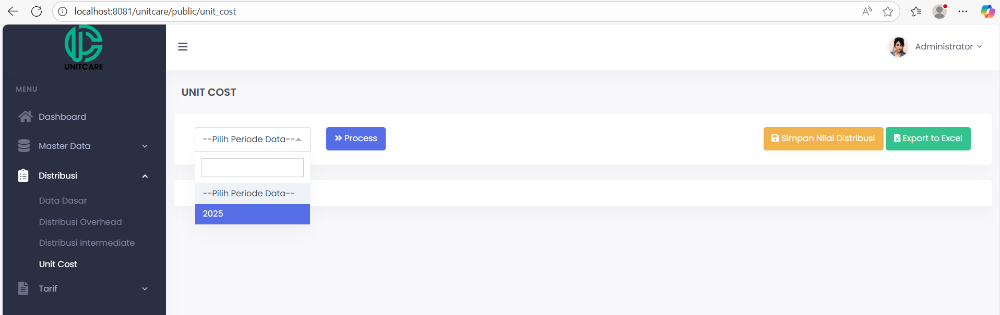 localhost:8081/unitcare/public/unit_cost
UNITCARE
Administrator
MENU
UNIT COST
Dashboard
--Pilih Periode Data--
Process
Simpan Nilai Distribusi
Export to Excel
Master Data
Distribusi
--Pilih Periode Data--
Data Dasar
2025
Distribusi Overhead
Distribusi Intermediate
Unit Cost
Tarif